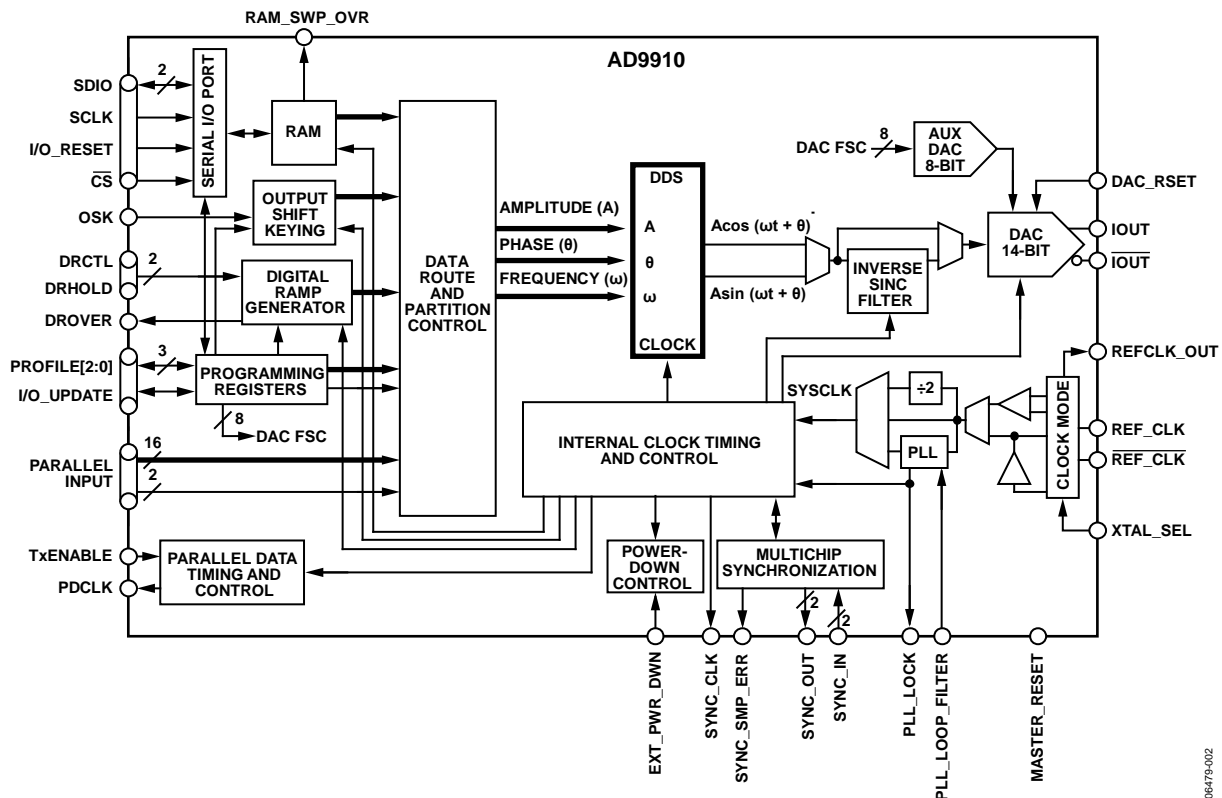 RAM_SWP_OVR
AD9910
SDIO
2
SCLK
I/O_RESET
CS
SERIAL I/O PORT
RAM
OSK
OUTPUT
SHIFT
KEYING
DRCTL
2
DRHOLD
DROVER
DIGITAL
RAMP
GENERATOR
PROFILE[2:0]
3
I/O_UPDATE
PROGRAMMING
REGISTERS
8
DAC FSC
PARALLEL
INPUT
16
2
TxENABLE
PDCLK
PARALLEL DATA
TIMING AND
CONTROL
DATA
ROUTE
AND
PARTITION
CONTROL
AMPLITUDE (A)
PHASE (θ)
FREQUENCY (ω)
DDS
A
θ
ω
CLOCK
Acos (ωt + θ)
Asin (ωt + θ)
INVERSE
SINC
FILTER
DAC FSC
8
AUX
DAC
8-BIT
DAC
14-BIT
DAC_RSET
IOUT
IOUT
REFCLK_OUT
REF_CLK
REF_CLK
XTAL_SEL
CLOCK MODE
÷2
PLL
SYSCLK
INTERNAL CLOCK TIMING
AND CONTROL
POWER-
DOWN
CONTROL
MULTICHIP
SYNCHRONIZATION
2
2
EXT_PWR_DWN
SYNC_CLK
SYNC_SMP_ERR
SYNC_OUT
SYNC_IN
PLL_LOCK
PLL_LOOP_FILTER
MASTER_RESET
06479-002